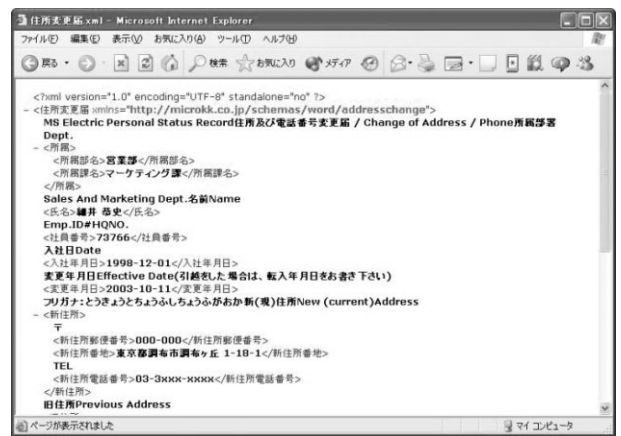 住所変更届.xml - Microsoft Internet Explorer
ファイル(F) 編集(E) 表示(V) お気に入り(A) ツール(T) ヘルプ(H)
戻る 検索 お気に入り メディア
<?xml version="1.0" encoding="UTF-8" standalone="no" ?>
- <住所変更届 xmlns="http://microkk.co.jp/schemas/word/addresschange">
MS Electric Personal Status Record住所及び電話番号変更届 / Change of Address / Phone所属部署
Dept.
- <所属>
<所属部名>営業部</所属部名>
<所属課名>マーケティング課</所属課名>
</所属>
Sales And Marketing Dept.名前Name
<氏名>細井 恭史</氏名>
Emp.ID#HQNO.
<社員番号>73766</社員番号>
入社日Date
<入社年月日>1998-12-01</入社年月日>
変更年月日Effective Date(引越をした場合は、転入年月日をお書き下さい)
<変更年月日>2003-10-11</変更年月日>
フリガナ:とうきょうとちょうふしちょうふがおか新(現)住所New (current)Address
- <新住所>
〒
<新住所郵便番号>000-000</新住所郵便番号>
<新住所番地>東京都調布市調布ヶ丘 1-18-1</新住所番地>
TEL
<新住所電話番号>03-3xxx-xxxx</新住所電話番号>
</新住所>
旧住所Previous Address
ページが表示されました マイ コンピュータ